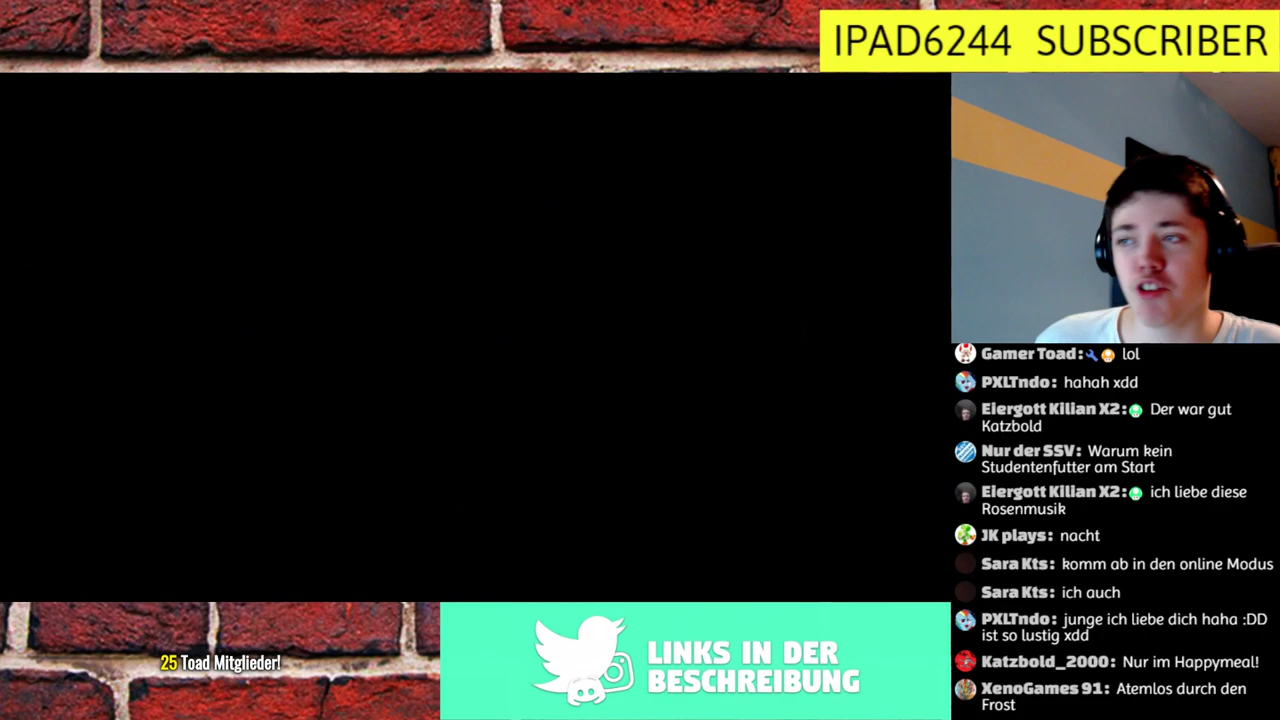 IPAD6244 SUBSCRIBER
Gamer Toad: lol
PXLTndo: hahah xdd
Eiergott Kilian X2: Der war gut
Katzbold
Nur der SSV: Warum kein
Studentenfutter am Start
Eiergott Kilian X2: ich liebe diese
Rosenmusik
JK plays: nacht
Sara Kts: komm ab in den online Modus
Sara Kts: ich auch
PXLTndo: junge ich liebe dich haha :DD
ist so lustig xdd
Katzbold_2000: Nur im Happymeal!
XenoGames 91: Atemlos durch den
Frost
25 Toad Mitglieder!
LINKS IN DER
BESCHREIBUNG